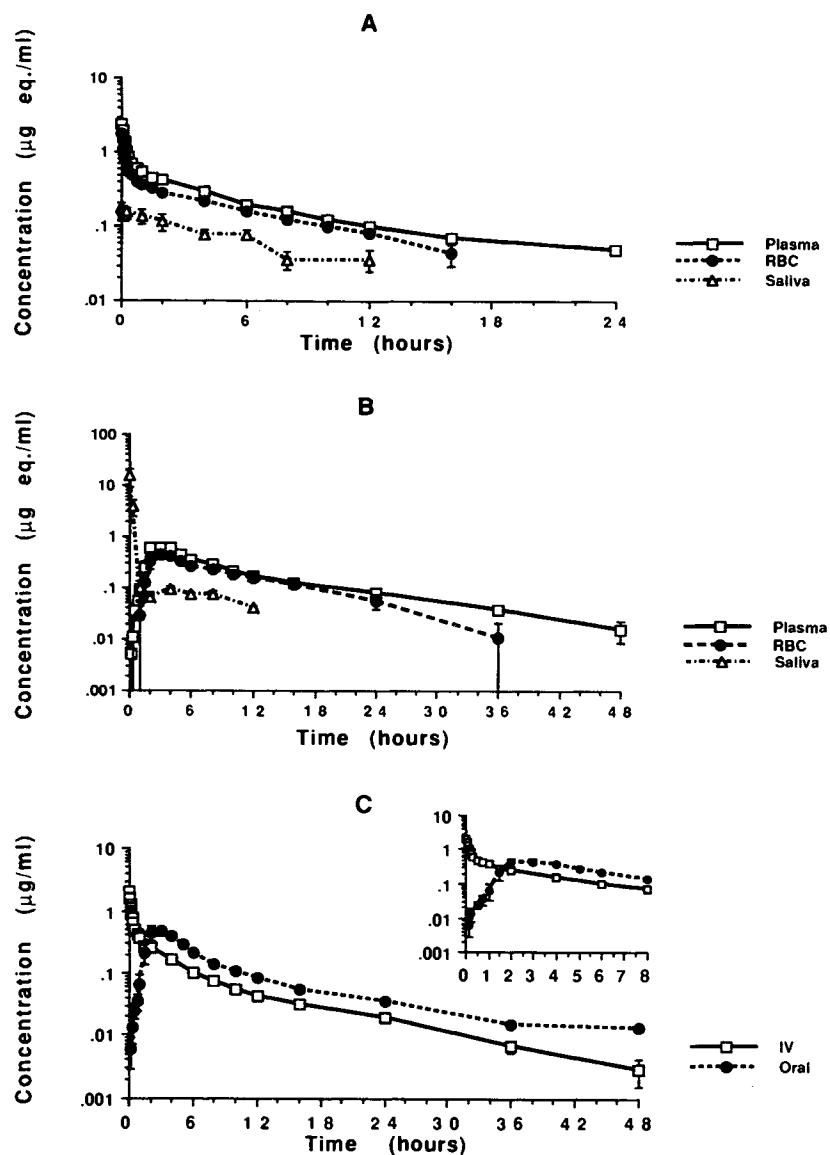 A
Concentration (µg eq./ml)
10
1
.1
.01
0 6 12 18 24
Time (hours)
Plasma
RBC
Saliva
B
Concentration (µg eq./ml)
100
10
1
.1
.01
.001
0 6 12 18 24 30 36 42 48
Time (hours)
Plasma
RBC
Saliva
C
Concentration (µg/ml)
10
1
.1
.01
.001
0 6 12 18 24 30 36 42 48
Time (hours)
10
1
.1
.01
.001
0 1 2 3 4 5 6 7 8
IV
Oral